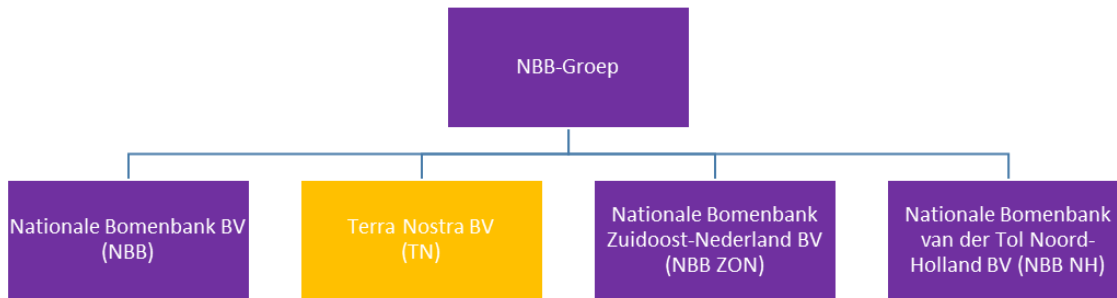 NBB-Groep
Nationale Bomenbank BV
(NBB)
Terra Nostra BV
(TN)
Nationale Bomenbank
Zuidoost-Nederland BV
(NBB ZON)
Nationale Bomenbank
van der Tol Noord-
Holland BV (NBB NH)